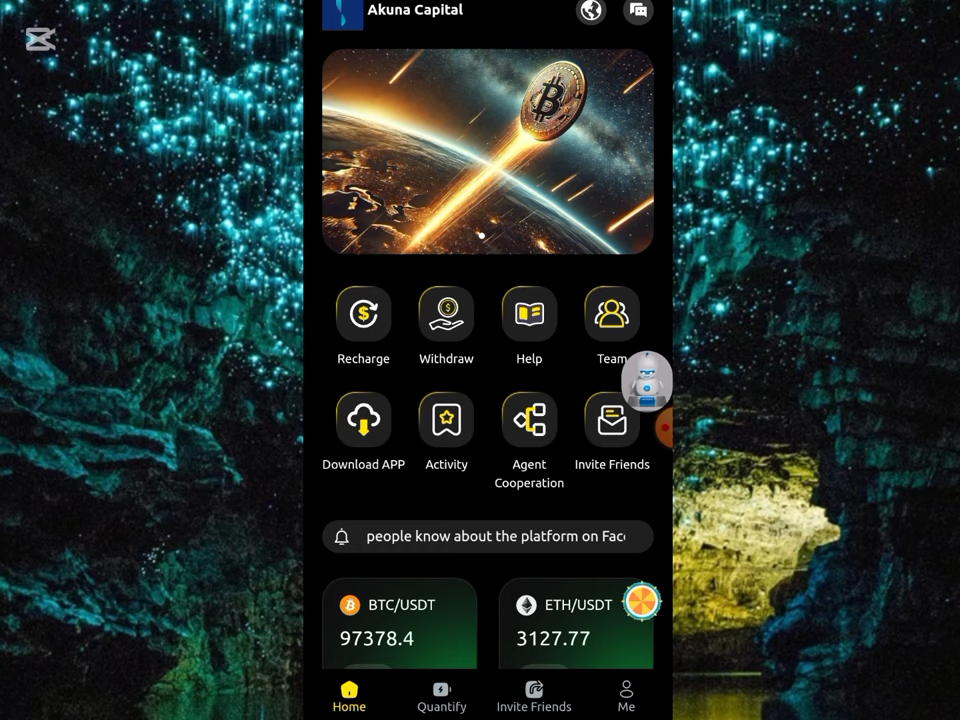 Akuna Capital
Recharge
Withdraw
Help
Team
Download APP
Activity
Agent
Cooperation
Invite Friends
people know about the platform on Fac
BTC/USDT
97378.4
ETH/USDT
3127.77
Home
Quantify
Invite Friends
Me